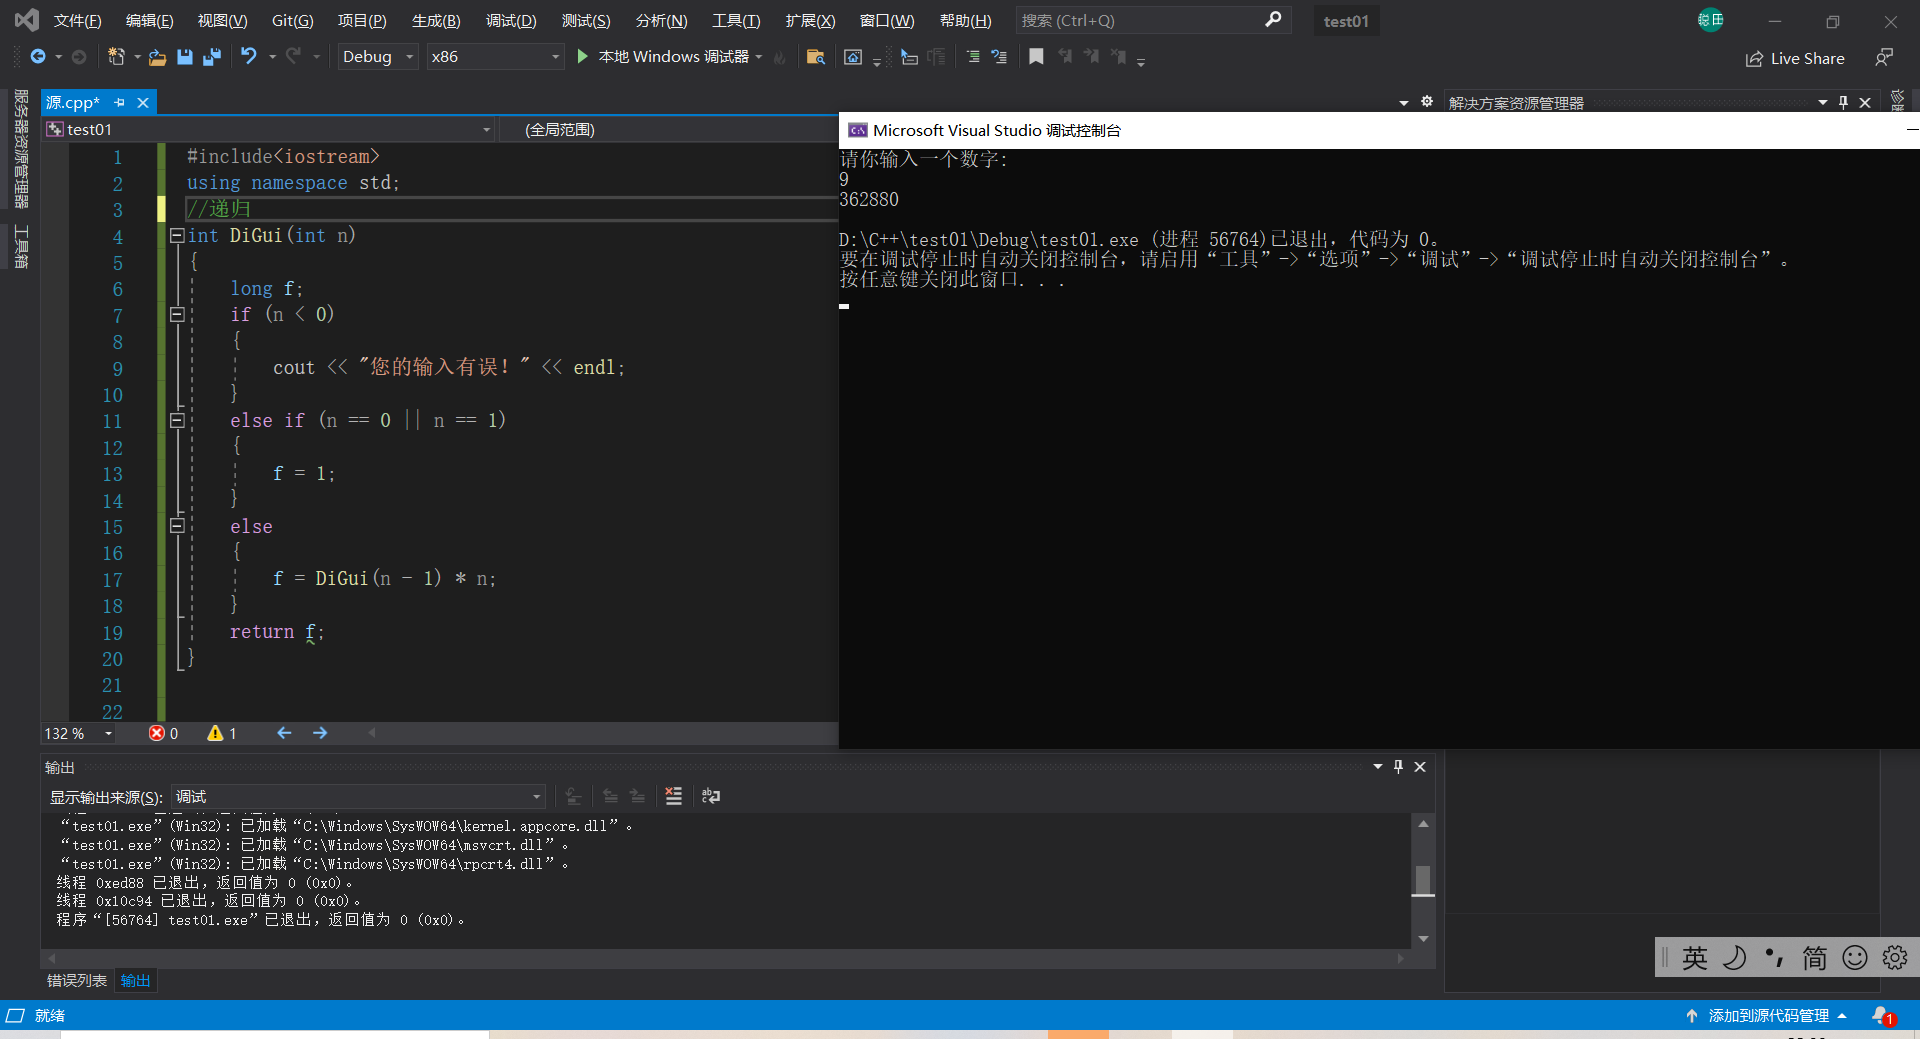 文件(F) 编辑(E) 视图(V) Git(G) 项目(P) 生成(B) 调试(D) 测试(S) 分析(N) 工具(T) 扩展(X) 窗口(W) 帮助(H) 搜索 (Ctrl+Q) test01
Debug x86 本地 Windows 调试器 Live Share
服务器资源管理器
工具箱
源.cpp*
解决方案资源管理器
test01 (全局范围)
1 #include<iostream>
2 using namespace std;
3 //递归
4 int DiGui(int n)
5 {
6 long f;
7 if (n < 0)
8 {
9 cout << "您的输入有误！" << endl;
10 }
11 else if (n == 0 || n == 1)
12 {
13 f = 1;
14 }
15 else
16 {
17 f = DiGui(n - 1) * n;
18 }
19 return f;
20 }
21
22
132 % 0 1
Microsoft Visual Studio 调试控制台
请你输入一个数字:
9
362880
D:\C++\test01\Debug\test01.exe (进程 56764)已退出，代码为 0。
要在调试停止时自动关闭控制台，请启用“工具”->“选项”->“调试”->“调试停止时自动关闭控制台”。
按任意键关闭此窗口. . .
输出
显示输出来源(S): 调试
“test01.exe”(Win32): 已加载“C:\Windows\SysWOW64\kernel.appcore.dll”。
“test01.exe”(Win32): 已加载“C:\Windows\SysWOW64\msvcrt.dll”。
“test01.exe”(Win32): 已加载“C:\Windows\SysWOW64\rpcrt4.dll”。
线程 0xed88 已退出，返回值为 0 (0x0)。
线程 0x10c94 已退出，返回值为 0 (0x0)。
程序“[56764] test01.exe”已退出，返回值为 0 (0x0)。
错误列表 输出
英 简
就绪 添加到源代码管理 1